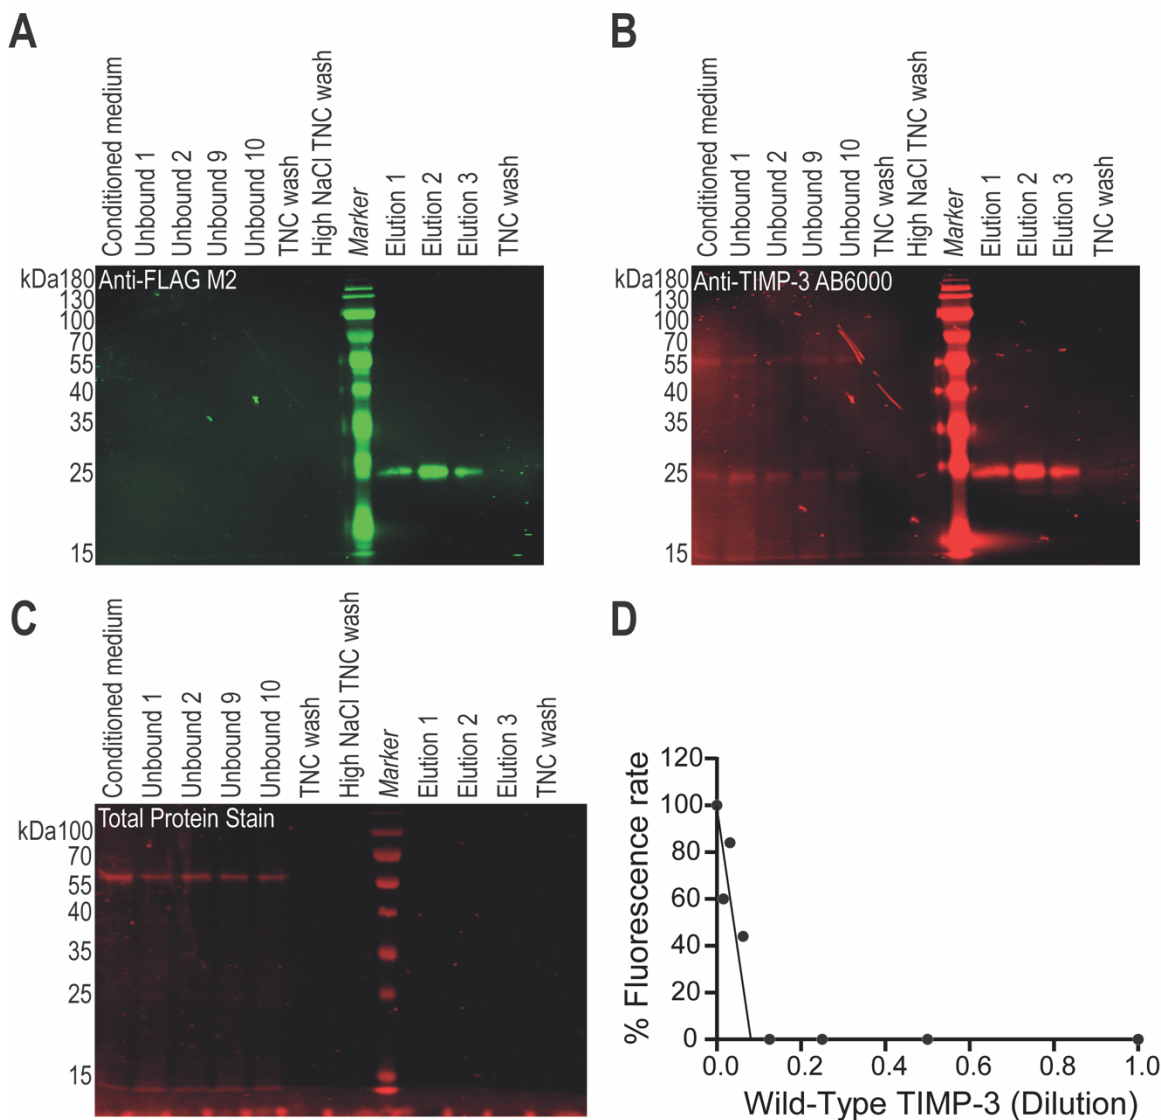 A
Conditioned medium
Unbound 1
Unbound 2
Unbound 9
Unbound 10
TNC wash
High NaCl TNC wash
Marker
Elution 1
Elution 2
Elution 3
TNC wash
kDa180
130
100
70
55
40
35
25
15
Anti-FLAG M2
B
Conditioned medium
Unbound 1
Unbound 2
Unbound 9
Unbound 10
TNC wash
High NaCl TNC wash
Marker
Elution 1
Elution 2
Elution 3
TNC wash
kDa180
130
100
70
55
40
35
25
15
Anti-TIMP-3 AB6000
C
Conditioned medium
Unbound 1
Unbound 2
Unbound 9
Unbound 10
TNC wash
High NaCl TNC wash
Marker
Elution 1
Elution 2
Elution 3
TNC wash
kDa100
70
55
40
35
25
15
Total Protein Stain
D
% Fluorescence rate
120
100
80
60
40
20
0
0.0 0.2 0.4 0.6 0.8 1.0
Wild-Type TIMP-3 (Dilution)